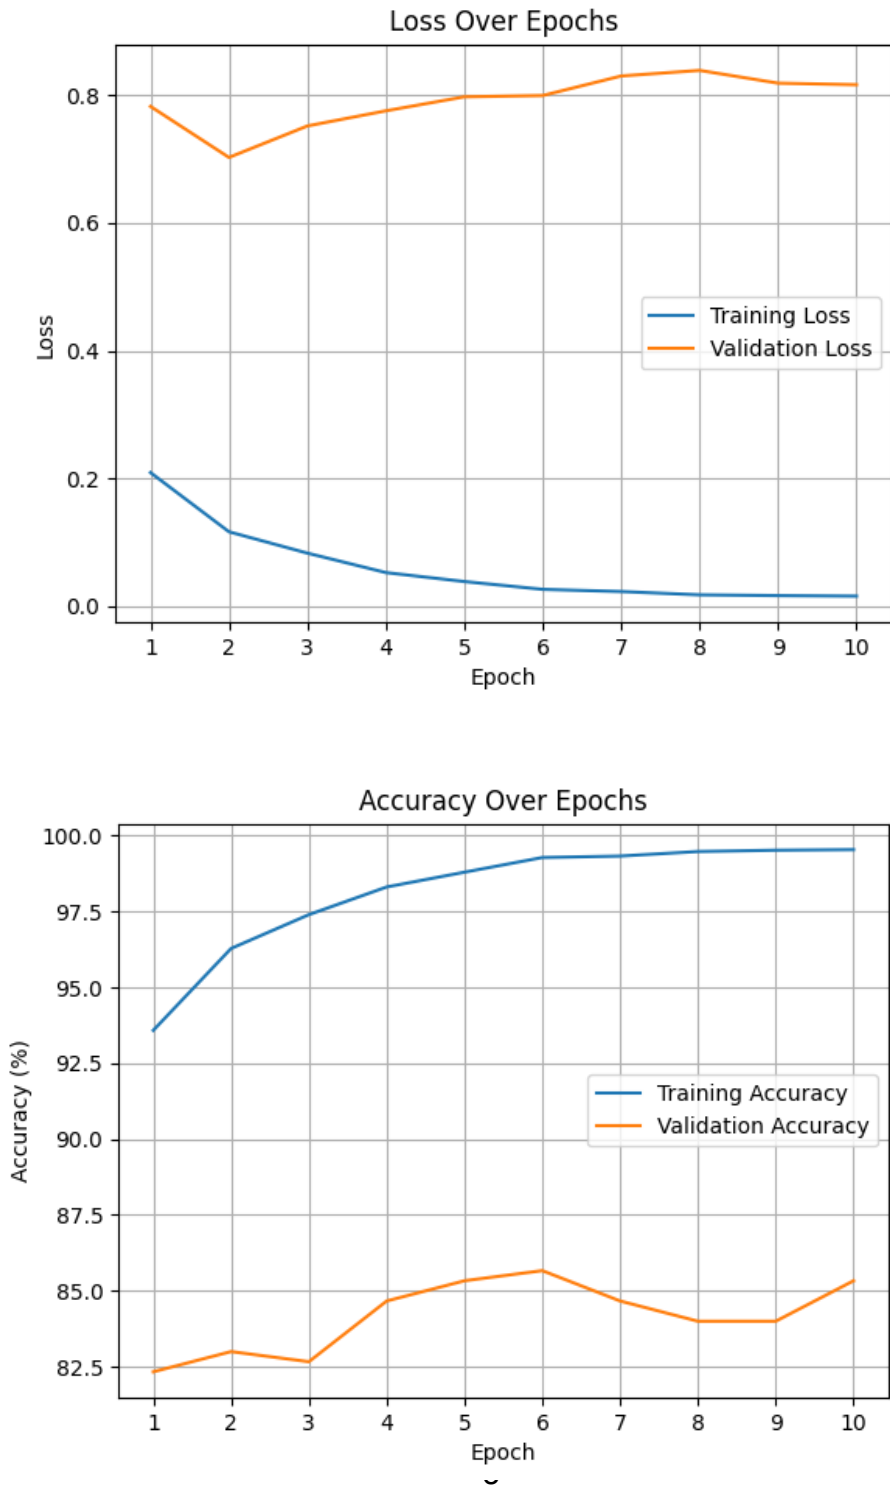 Loss Over Epochs
0.8
0.6
0.4
0.2
0.0
Loss
Training Loss
Validation Loss
1 2 3 4 5 6 7 8 9 10
Epoch
Accuracy Over Epochs
100.0
97.5
95.0
92.5
90.0
87.5
85.0
82.5
Accuracy (%)
Training Accuracy
Validation Accuracy
1 2 3 4 5 6 7 8 9 10
Epoch